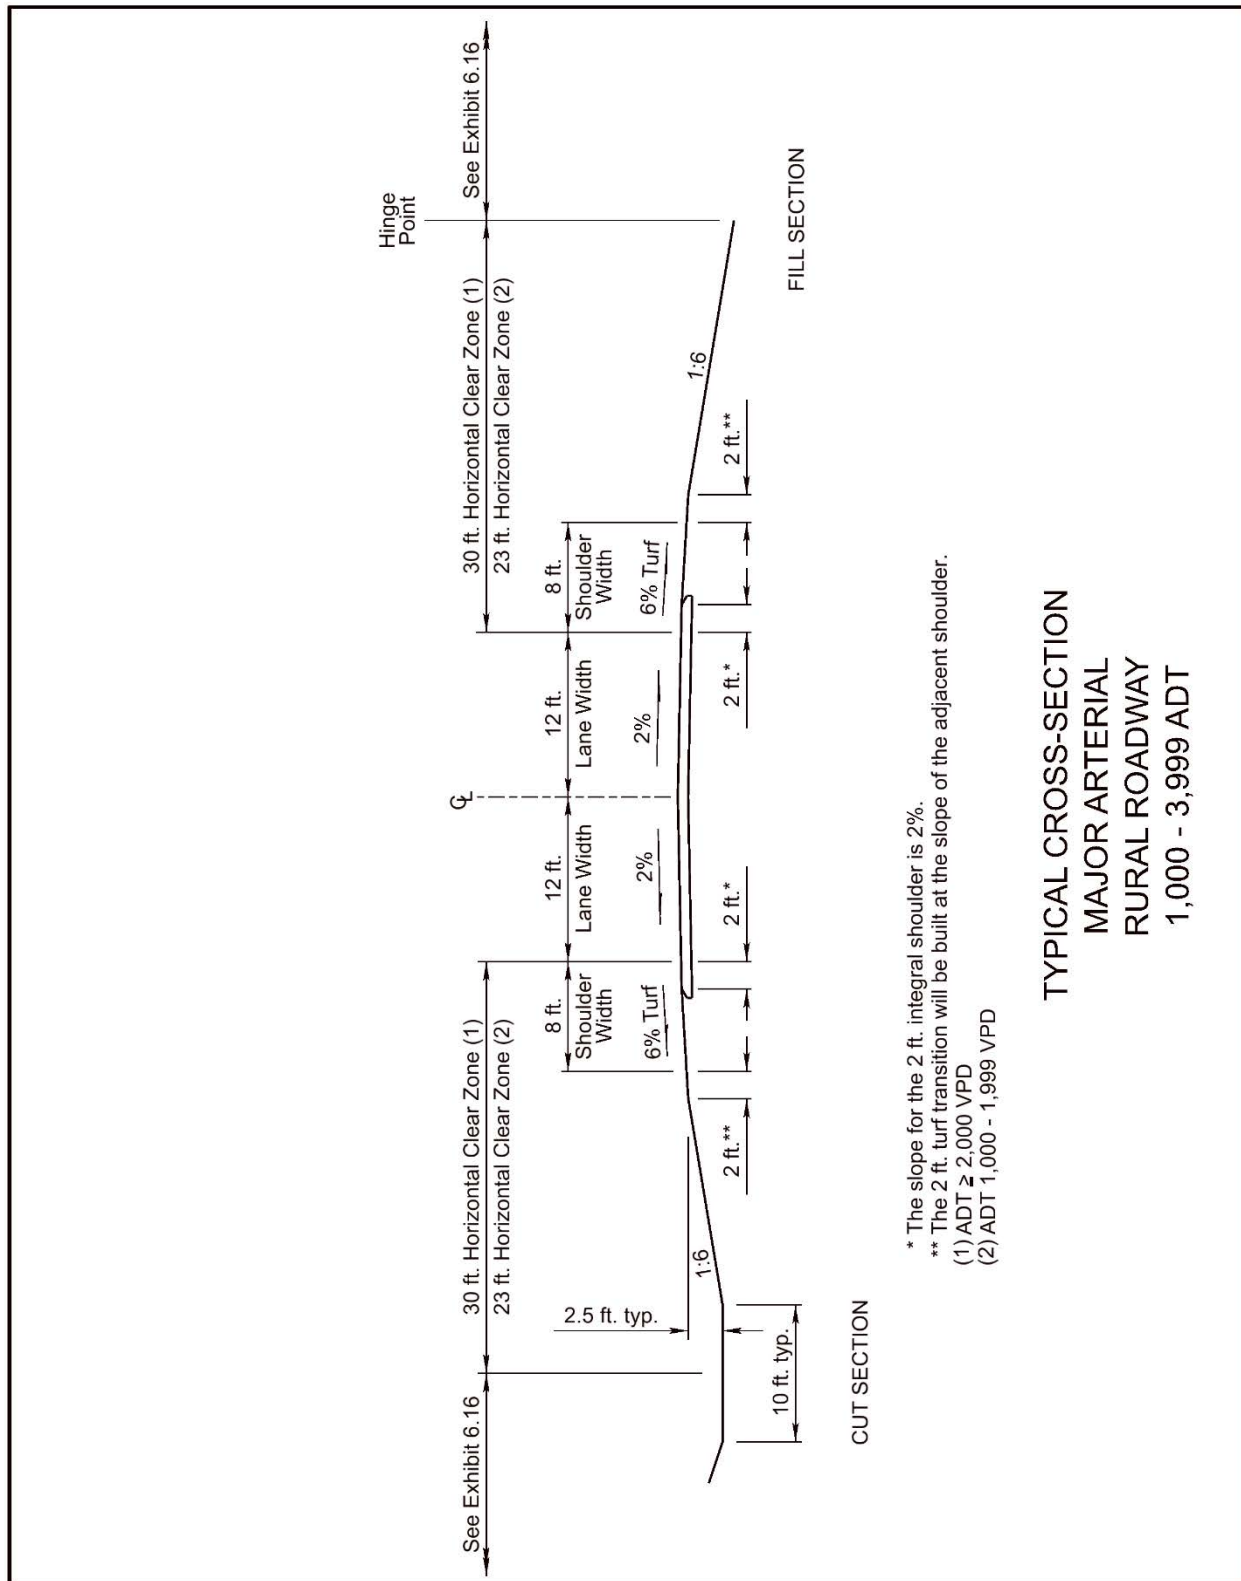 See Exhibit 6.16
30 ft. Horizontal Clear Zone (1)
23 ft. Horizontal Clear Zone (2)
30 ft. Horizontal Clear Zone (1)
23 ft. Horizontal Clear Zone (2)
Hinge
Point
See Exhibit 6.16
℄
8 ft.
Shoulder
Width
12 ft.
Lane Width
12 ft.
Lane Width
8 ft.
Shoulder
Width
6% Turf
2%
2%
6% Turf
2.5 ft. typ.
1:6
1:6
2 ft.**
2 ft.*
2 ft.*
2 ft.**
10 ft. typ.
CUT SECTION
FILL SECTION
* The slope for the 2 ft. integral shoulder is 2%.
** The 2 ft. turf transition will be built at the slope of the adjacent shoulder.
(1) ADT ≥ 2,000 VPD
(2) ADT 1,000 - 1,999 VPD
TYPICAL CROSS-SECTION
MAJOR ARTERIAL
RURAL ROADWAY
1,000 - 3,999 ADT